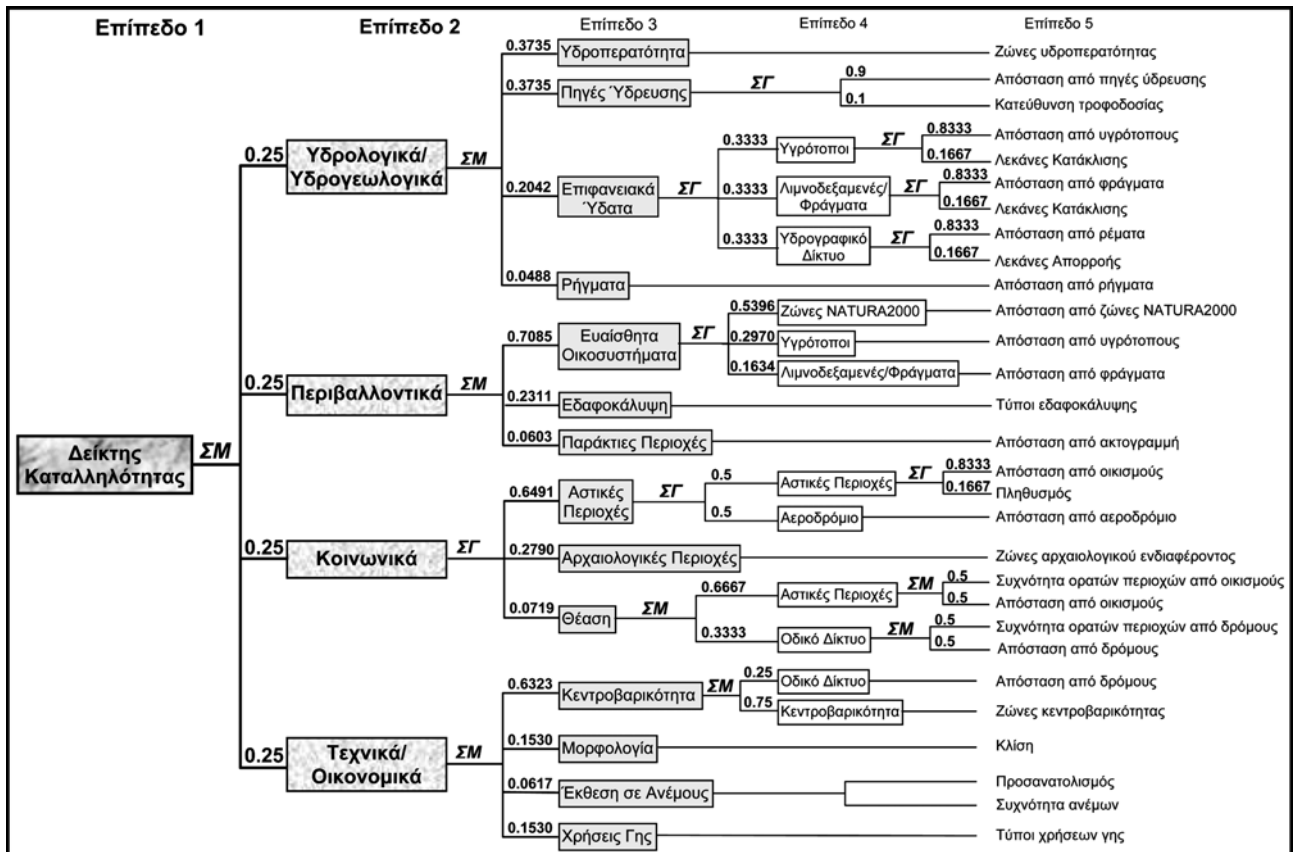 Επίπεδο 1
Επίπεδο 2
Επίπεδο 3
Επίπεδο 4
Επίπεδο 5
Δείκτης
Καταλληλότητας
ΣΜ
0.25
Υδρολογικά/
Υδρογεωλογικά
ΣΜ
0.3735
Υδροπερατότητα
Ζώνες υδροπερατότητας
0.3735
Πηγές Ύδρευσης
ΣΓ
0.9
Απόσταση από πηγές ύδρευσης
0.1
Κατεύθυνση τροφοδοσίας
0.2042
Επιφανειακά
Ύδατα
ΣΓ
0.3333
Υγρότοποι
ΣΓ
0.8333
Απόσταση από υγρότοπους
0.1667
Λεκάνες Κατάκλισης
0.3333
Λιμνοδεξαμενές/
Φράγματα
ΣΓ
0.8333
Απόσταση από φράγματα
0.1667
Λεκάνες Κατάκλισης
0.3333
Υδρογραφικό
Δίκτυο
ΣΓ
0.8333
Απόσταση από ρέματα
0.1667
Λεκάνες Απορροής
0.0488
Ρήγματα
Απόσταση από ρήγματα
0.25
Περιβαλλοντικά
ΣΜ
0.7085
Ευαίσθητα
Οικοσυστήματα
ΣΓ
0.5396
Ζώνες NATURA2000
Απόσταση από ζώνες NATURA2000
0.2970
Υγρότοποι
Απόσταση από υγρότοπους
0.1634
Λιμνοδεξαμενές/Φράγματα
Απόσταση από φράγματα
0.2311
Εδαφοκάλυψη
Τύποι εδαφοκάλυψης
0.0603
Παράκτιες Περιοχές
Απόσταση από ακτογραμμή
0.25
Κοινωνικά
ΣΓ
0.6491
Αστικές
Περιοχές
ΣΓ
0.5
Αστικές Περιοχές
ΣΓ
0.8333
Απόσταση από οικισμούς
0.1667
Πληθυσμός
0.5
Αεροδρόμιο
Απόσταση από αεροδρόμιο
0.2790
Αρχαιολογικές Περιοχές
Ζώνες αρχαιολογικού ενδιαφέροντος
0.0719
Θέαση
ΣΜ
0.6667
Αστικές Περιοχές
ΣΜ
0.5
Συχνότητα ορατών περιοχών από οικισμούς
0.5
Απόσταση από οικισμούς
0.3333
Οδικό Δίκτυο
ΣΜ
0.5
Συχνότητα ορατών περιοχών από δρόμους
0.5
Απόσταση από δρόμους
0.25
Τεχνικά/
Οικονομικά
ΣΜ
0.6323
Κεντροβαρικότητα
ΣΜ
0.25
Οδικό Δίκτυο
Απόσταση από δρόμους
0.75
Κεντροβαρικότητα
Ζώνες κεντροβαρικότητας
0.1530
Μορφολογία
Κλίση
0.0617
Έκθεση σε Ανέμους
Προσανατολισμός
Συχνότητα ανέμων
0.1530
Χρήσεις Γης
Τύποι χρήσεων γης